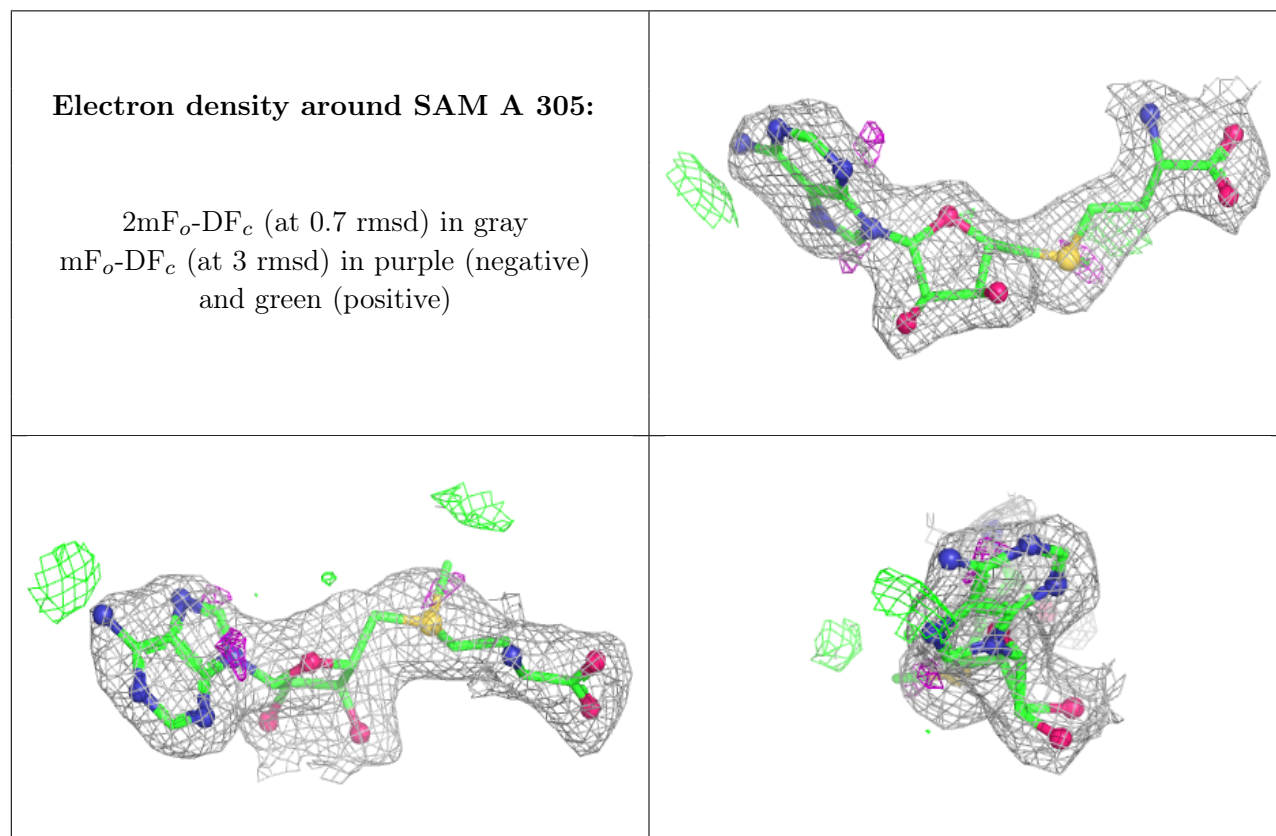 Electron density around SAM A 305:
2mFo-DFc (at 0.7 rmsd) in gray
mFo-DFc (at 3 rmsd) in purple (negative)
and green (positive)